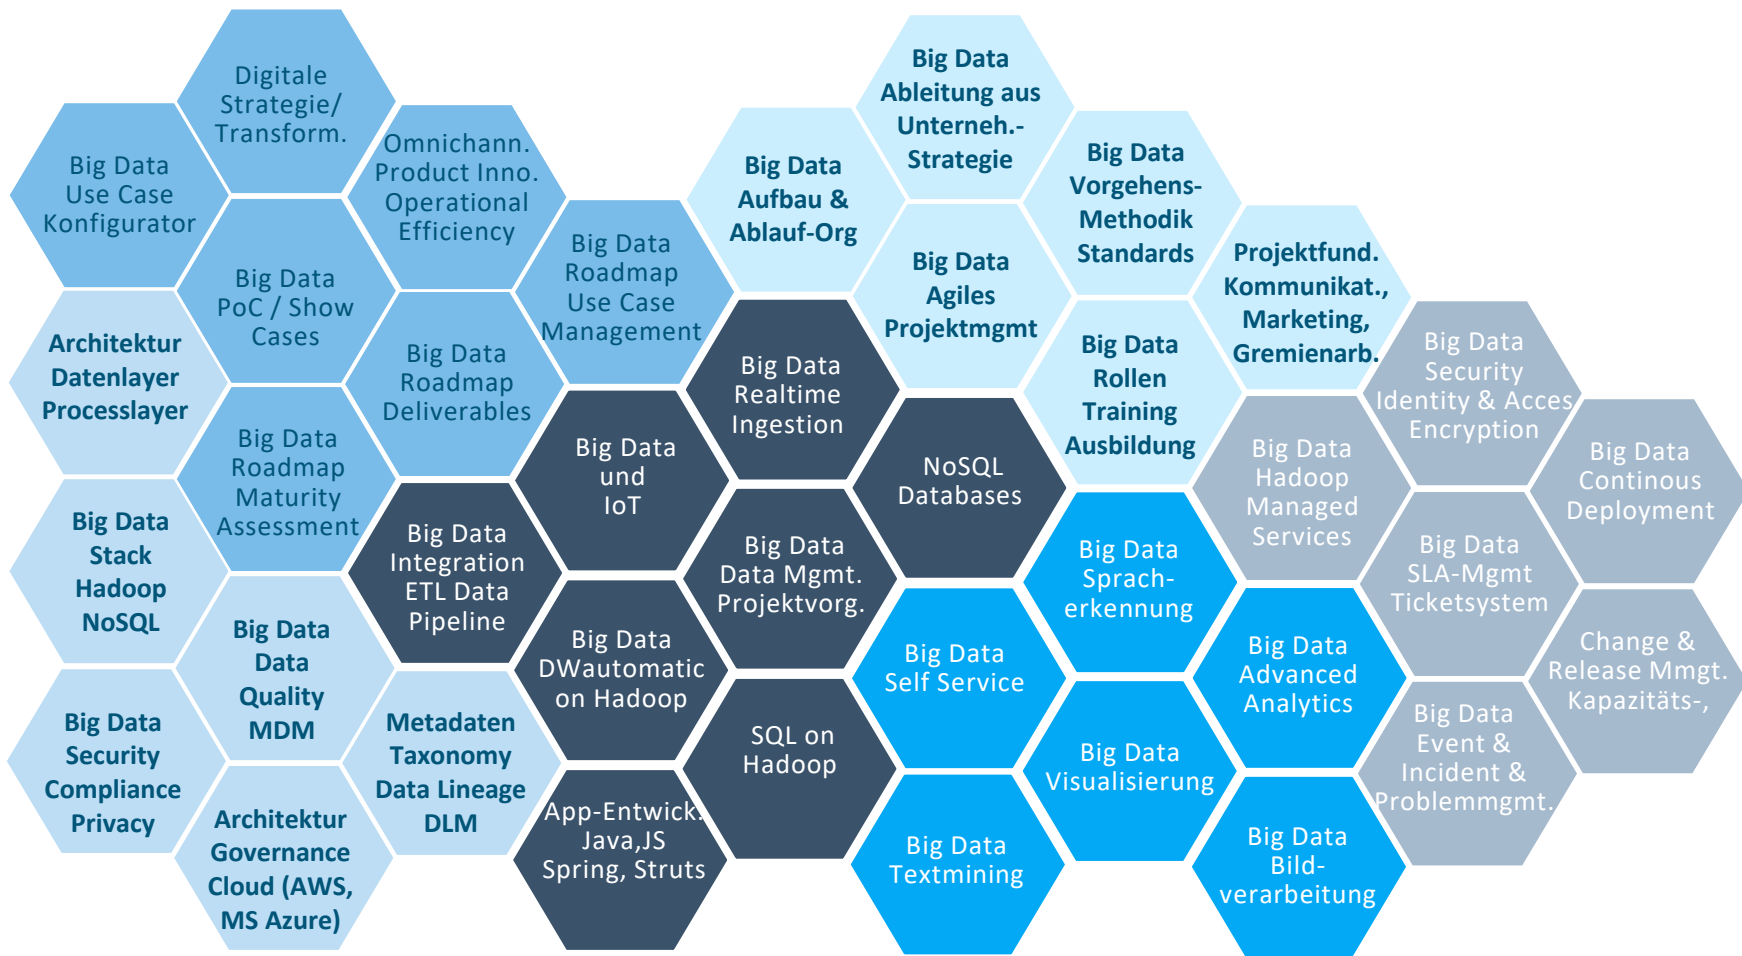 Digitale
Strategie/
Transform.
Big Data
Use Case
Konfigurator
Omnichann.
Product Inno.
Operational
Efficiency
Big Data
PoC / Show
Cases
Big Data
Roadmap
Use Case
Management
Big Data
Roadmap
Deliverables
Big Data
Roadmap
Maturity
Assessment
Architektur
Datenlayer
Processlayer
Big Data
Stack
Hadoop
NoSQL
Big Data
Data
Quality
MDM
Big Data
Security
Compliance
Privacy
Architektur
Governance
Cloud (AWS,
MS Azure)
Metadaten
Taxonomy
Data Lineage
DLM
Big Data
Ableitung aus
Unterneh.-
Strategie
Big Data
Aufbau &
Ablauf-Org
Big Data
Vorgehens-
Methodik
Standards
Big Data
Agiles
Projektmgmt
Projektfund.
Kommunikat.,
Marketing,
Gremienarb.
Big Data
Rollen
Training
Ausbildung
Big Data
Realtime
Ingestion
Big Data
und
IoT
NoSQL
Databases
Big Data
Integration
ETL Data
Pipeline
Big Data
Data Mgmt.
Projektvorg.
Big Data
DWautomatic
on Hadoop
SQL on
Hadoop
App-Entwick.
Java,JS
Spring, Struts
Big Data
Sprach-
erkennung
Big Data
Self Service
Big Data
Advanced
Analytics
Big Data
Visualisierung
Big Data
Textmining
Big Data
Bild-
verarbeitung
Big Data
Security
Identity & Acces
Encryption
Big Data
Hadoop
Managed
Services
Big Data
Continous
Deployment
Big Data
SLA-Mgmt
Ticketsystem
Change &
Release Mmgt.
Kapazitäts-,
Big Data
Event &
Incident &
Problemmgmt.